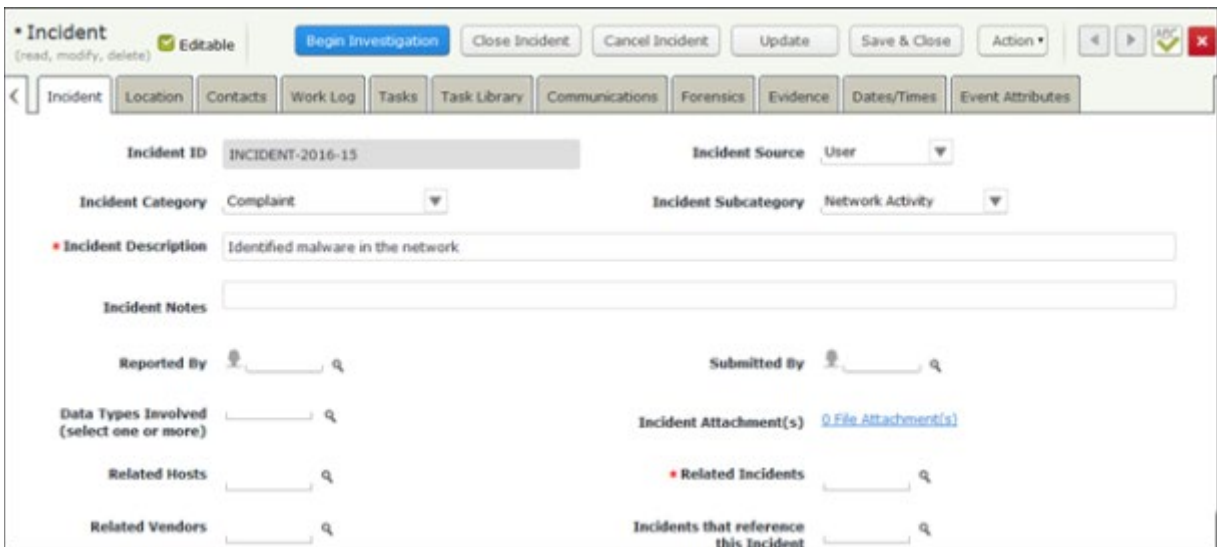 • Incident
(read, modify, delete)
Editable
Begin Investigation
Close Incident
Cancel Incident
Update
Save & Close
Action
ABC
Incident Location Contacts Work Log Tasks Task Library Communications Forensics Evidence Dates/Times Event Attributes
Incident ID INCIDENT-2016-15 Incident Source User
Incident Category Complaint Incident Subcategory Network Activity
• Incident Description Identified malware in the network
Incident Notes
Reported By Submitted By
Data Types Involved
(select one or more)
Incident Attachment(s) 0 File Attachment(s)
Related Hosts • Related Incidents
Related Vendors Incidents that reference
this Incident